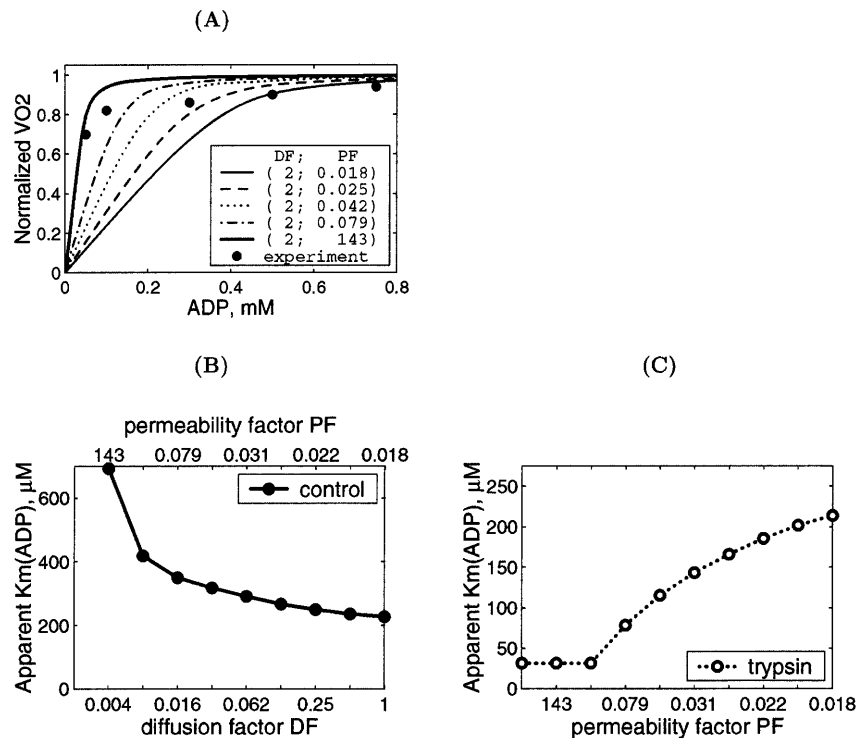 (A)
Normalized VO2
1
0.8
0.6
0.4
0.2
0
DF; PF
( 2; 0.018)
( 2; 0.025)
( 2; 0.042)
( 2; 0.079)
( 2; 143)
experiment
0 0.2 0.4 0.6 0.8
ADP, mM
(B)
permeability factor PF
143 0.079 0.031 0.022 0.018
Apparent Km(ADP), µM
600
400
200
0
control
0.004 0.016 0.062 0.25 1
diffusion factor DF
(C)
Apparent Km(ADP), µM
250
200
150
100
50
0
trypsin
143 0.079 0.031 0.022 0.018
permeability factor PF